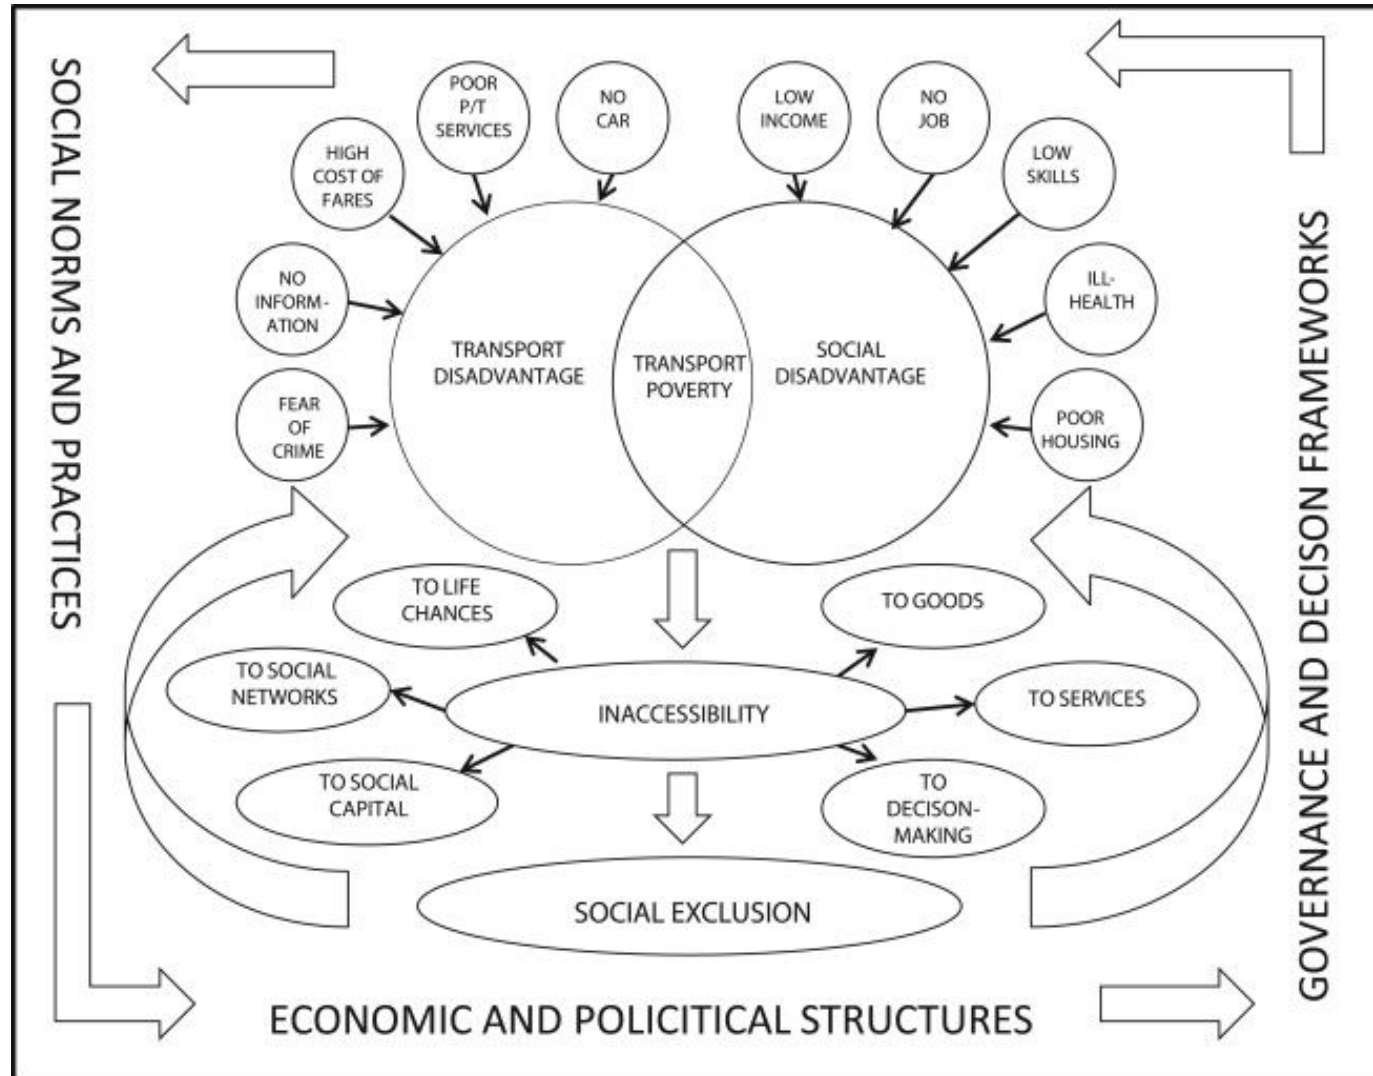 SOCIAL NORMS AND PRACTICES
POOR
P/T
SERVICES
NO
CAR
LOW
INCOME
NO
JOB
HIGH
COST OF
FARES
LOW
SKILLS
NO
INFORM-
ATION
ILL-
HEALTH
FEAR
OF
CRIME
POOR
HOUSING
TRANSPORT
DISADVANTAGE
TRANSPORT
POVERTY
SOCIAL
DISADVANTAGE
GOVERNANCE AND DECISON FRAMEWORKS
TO LIFE
CHANCES
TO GOODS
TO SOCIAL
NETWORKS
INACCESSIBILITY
TO SERVICES
TO SOCIAL
CAPITAL
TO
DECISON-
MAKING
SOCIAL EXCLUSION
ECONOMIC AND POLICITICAL STRUCTURES